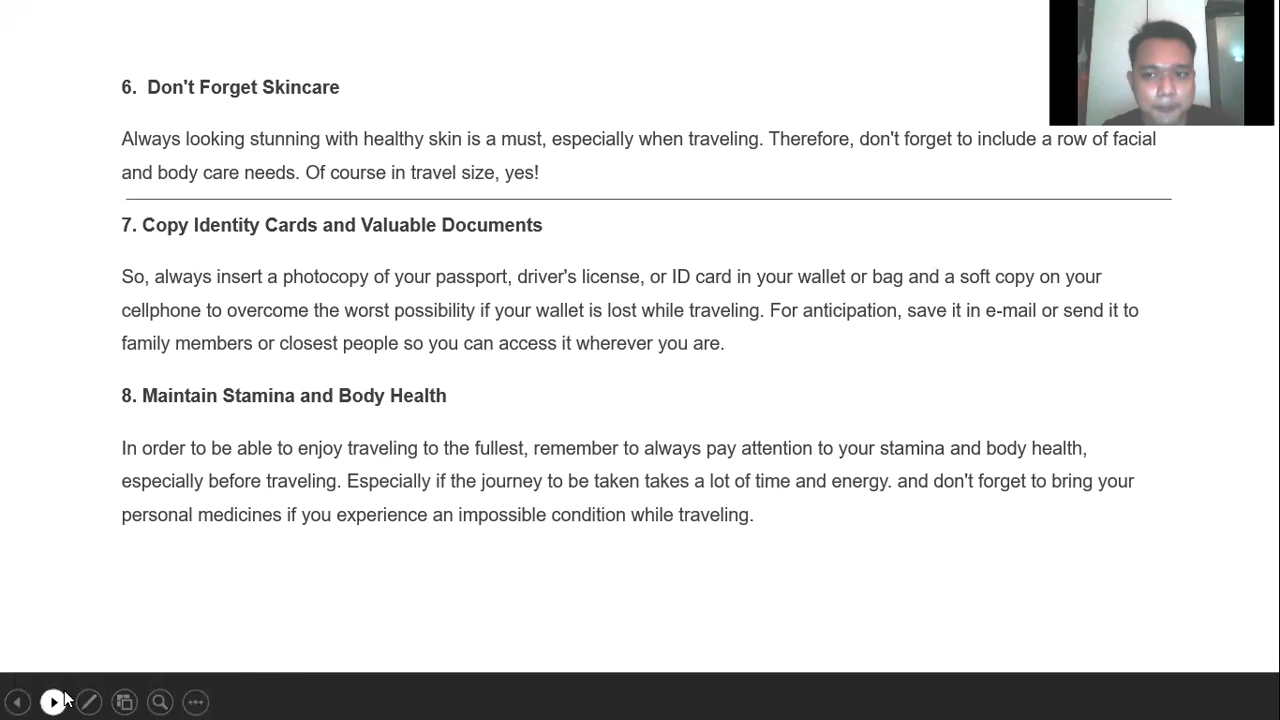 6.  Don't Forget Skincare
Always looking stunning with healthy skin is a must, especially when traveling. Therefore, don't forget to include a row of facial
and body care needs. Of course in travel size, yes!
7. Copy Identity Cards and Valuable Documents
So, always insert a photocopy of your passport, driver's license, or ID card in your wallet or bag and a soft copy on your
cellphone to overcome the worst possibility if your wallet is lost while traveling. For anticipation, save it in e-mail or send it to
family members or closest people so you can access it wherever you are.
8. Maintain Stamina and Body Health
In order to be able to enjoy traveling to the fullest, remember to always pay attention to your stamina and body health,
especially before traveling. Especially if the journey to be taken takes a lot of time and energy. and don't forget to bring your
personal medicines if you experience an impossible condition while traveling.